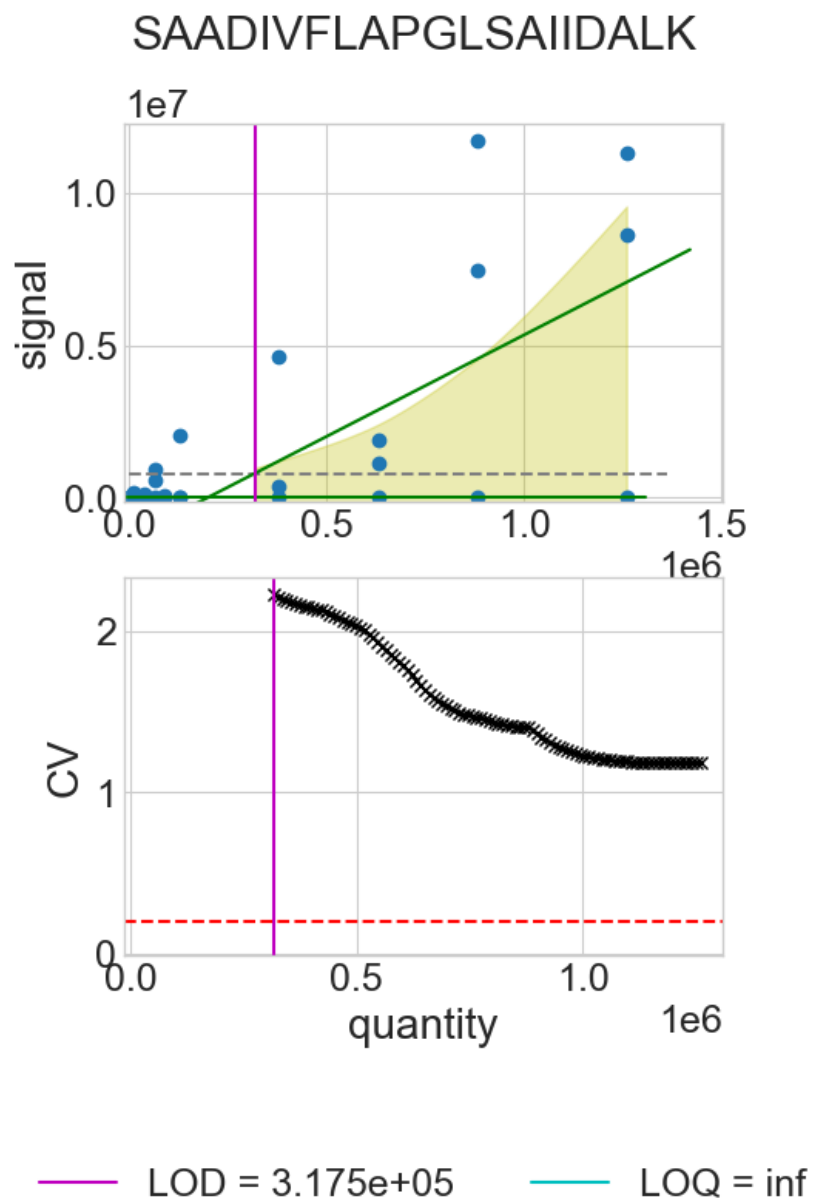 SAADIVFLAPGLSAIIDALK
1e7
1.0
0.5
0.0
signal
0.0 0.5 1.0 1.5
1e6
2
1
0
CV
0.0 0.5 1.0
quantity 1e6
LOD = 3.175e+05 LOQ = inf